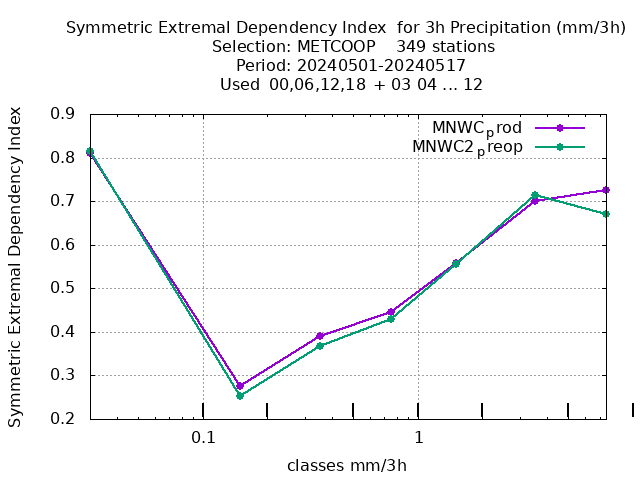 Symmetric Extremal Dependency Index  for 3h Precipitation (mm/3h)
Selection: METCOOP    349 stations
Period: 20240501-20240517
Used  00,06,12,18  + 03 04 ... 12
MNWCprod
MNWC2preop
Symmetric Extremal Dependency Index
0.9
0.8
0.7
0.6
0.5
0.4
0.3
0.2
0.1
1
classes mm/3h